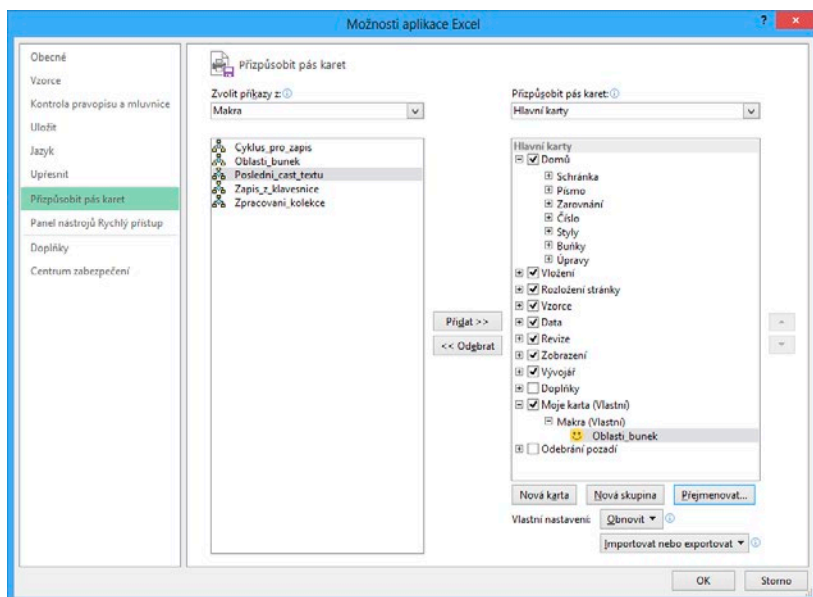 Možnosti aplikace Excel
?
×
Obecné
Vzorce
Kontrola pravopisu a mluvnice
Uložit
Jazyk
Upřesnit
Přizpůsobit pás karet
Panel nástrojů Rychlý přístup
Doplňky
Centrum zabezpečení
Přizpůsobit pás karet
Zvolit příkazy z:
Makra
Cyklus_pro_zapis
Oblasti_bunek
Posledni_cast_textu
Zapis_z_klavesnice
Zpracovani_kolekce
Přidat >>
<< Odebrat
Přizpůsobit pás karet:
Hlavní karty
Hlavní karty
Domů
Schránka
Písmo
Zarovnání
Číslo
Styly
Buňky
Úpravy
Vložení
Rozložení stránky
Vzorce
Data
Revize
Zobrazení
Vývojář
Doplňky
Moje karta (Vlastní)
Makra (Vlastní)
Oblasti_bunek
Odebrání pozadí
Nová karta Nová skupina Přejmenovat...
Vlastní nastavení: Obnovit
Importovat nebo exportovat
OK Storno